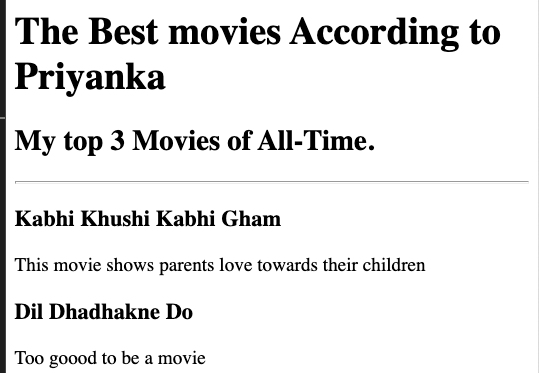 The Best movies According to
Priyanka
My top 3 Movies of All-Time.
Kabhi Khushi Kabhi Gham
This movie shows parents love towards their children
Dil Dhadhakne Do
Too goood to be a movie